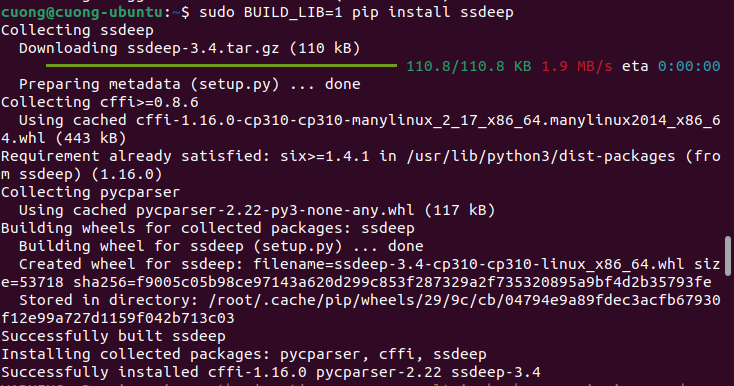 cuong@cuong-ubuntu:~$ sudo BUILD_LIB=1 pip install ssdeep
Collecting ssdeep
  Downloading ssdeep-3.4.tar.gz (110 kB)
     ━━━━━━━━━━━━━━━━━━━━━━━━━━━━━━━━━━━━━━━ 110.8/110.8 KB 1.9 MB/s eta 0:00:00
  Preparing metadata (setup.py) ... done
Collecting cffi>=0.8.6
  Using cached cffi-1.16.0-cp310-cp310-manylinux_2_17_x86_64.manylinux2014_x86_6
4.whl (443 kB)
Requirement already satisfied: six>=1.4.1 in /usr/lib/python3/dist-packages (fro
m ssdeep) (1.16.0)
Collecting pycparser
  Using cached pycparser-2.22-py3-none-any.whl (117 kB)
Building wheels for collected packages: ssdeep
  Building wheel for ssdeep (setup.py) ... done
  Created wheel for ssdeep: filename=ssdeep-3.4-cp310-cp310-linux_x86_64.whl siz
e=53718 sha256=f9005c05b98ce97143a620d299c853f287329a2f735320895a9bf4d2b35793fe
  Stored in directory: /root/.cache/pip/wheels/29/9c/cb/04794e9a89fdec3acfb67930
f12e99a727d1159f042b713c03
Successfully built ssdeep
Installing collected packages: pycparser, cffi, ssdeep
Successfully installed cffi-1.16.0 pycparser-2.22 ssdeep-3.4